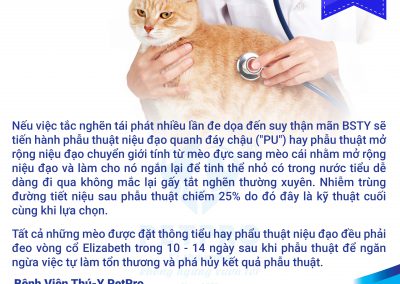 Nếu việc tắc nghẽn tái phát nhiều lần đe dọa đến suy thận mãn BSTY sẽ
tiến hành phẫu thuật niệu đạo quanh đáy chậu ("PU") hay phẫu thuật mở
rộng niệu đạo chuyển giới tính từ mèo đực sang mèo cái nhằm mở rộng
niệu đạo và làm cho nó ngắn lại để tinh thể nhỏ có trong nước tiểu dễ
dàng đi qua không mắc lại gấy tắt nghẽn thường xuyên. Nhiễm trùng
đường tiết niệu sau phẫu thuật chiếm 25% do đó đây là kỹ thuật cuối
cùng khi lựa chọn.
Tất cả những mèo được đặt thông tiểu hay phẩu thuật niệu đạo đều phải
đeo vòng cổ Elizabeth trong 10 - 14 ngày sau khi phẫu thuật để ngăn
ngừa việc tự làm tổn thương và phá hủy kết quả phẫu thuật.
Bệnh Viện Thú-Y PetPro